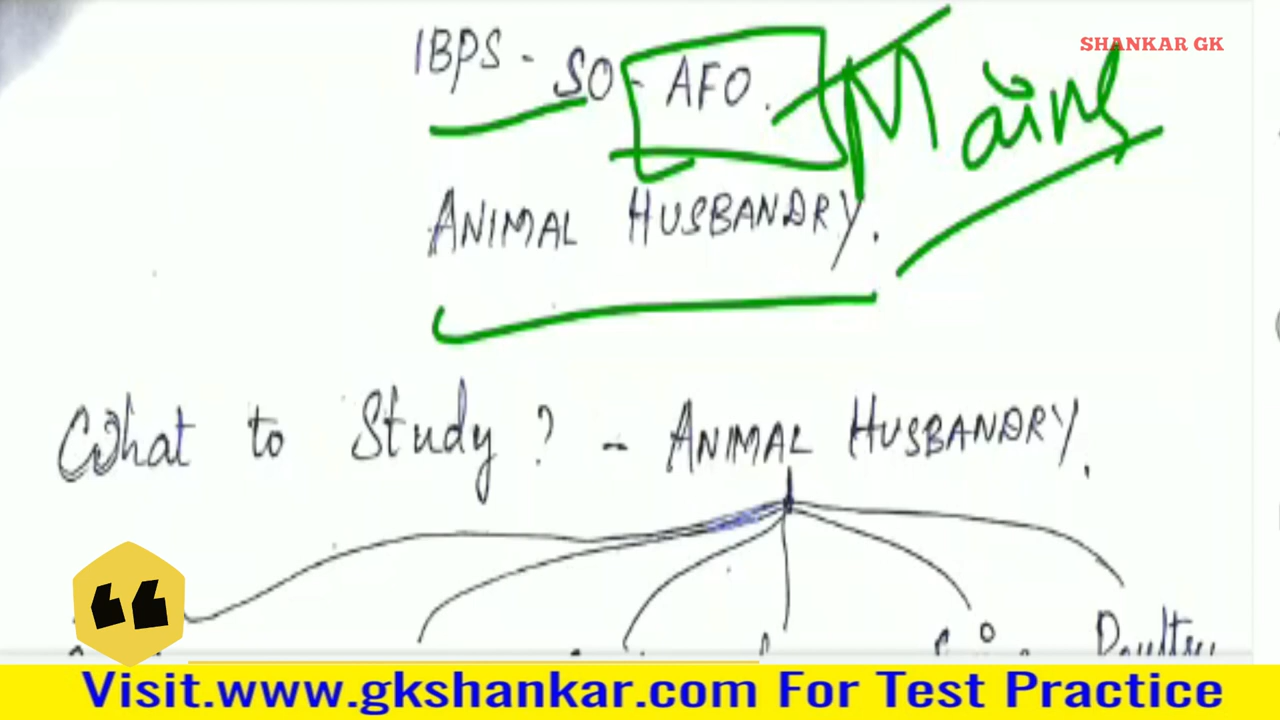 SHANKAR GK
IBPS - SO - AFO. Mains
ANIMAL HUSBANDRY.
What to Study? - ANIMAL HUSBANDRY.
Poultry
Visit.www.gkshankar.com For Test Practice